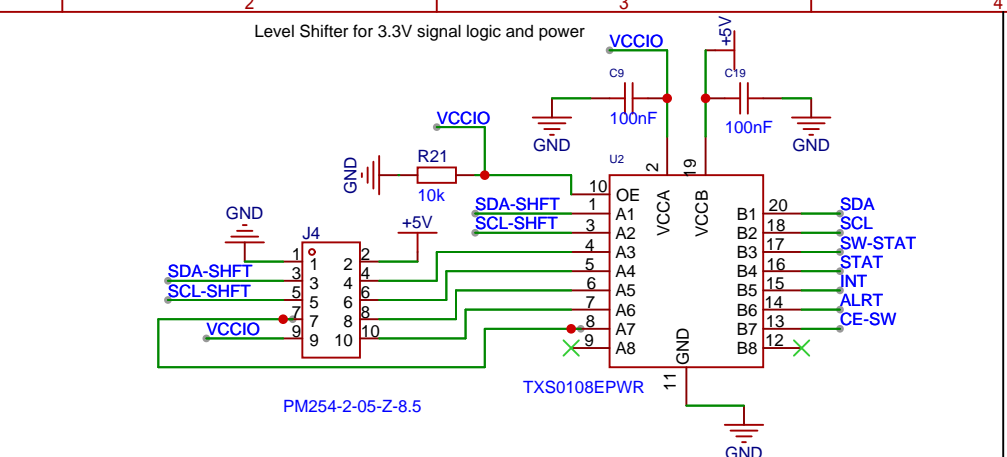 2
3
4
Level Shifter for 3.3V signal logic and power
VCCIO
+5V
C9
100nF
GND
C19
100nF
GND
VCCIO
GND
R21
10k
U2
2
19
VCCA
VCCB
10
OE
SDA-SHFT
1
A1
SCL-SHFT
3
A2
4
A3
5
A4
6
A5
7
A6
8
A7
9
A8
B1
20
SDA
B2
18
SCL
B3
17
SW-STAT
B4
16
STAT
B5
15
INT
B6
14
ALRT
B7
13
CE-SW
B8
12
GND
11
GND
TXS0108EPWR
GND
J4
+5V
1
1
2
2
SDA-SHFT
3
3
4
4
SCL-SHFT
5
5
6
6
7
7
8
8
VCCIO
9
9
10
10
PM254-2-05-Z-8.5